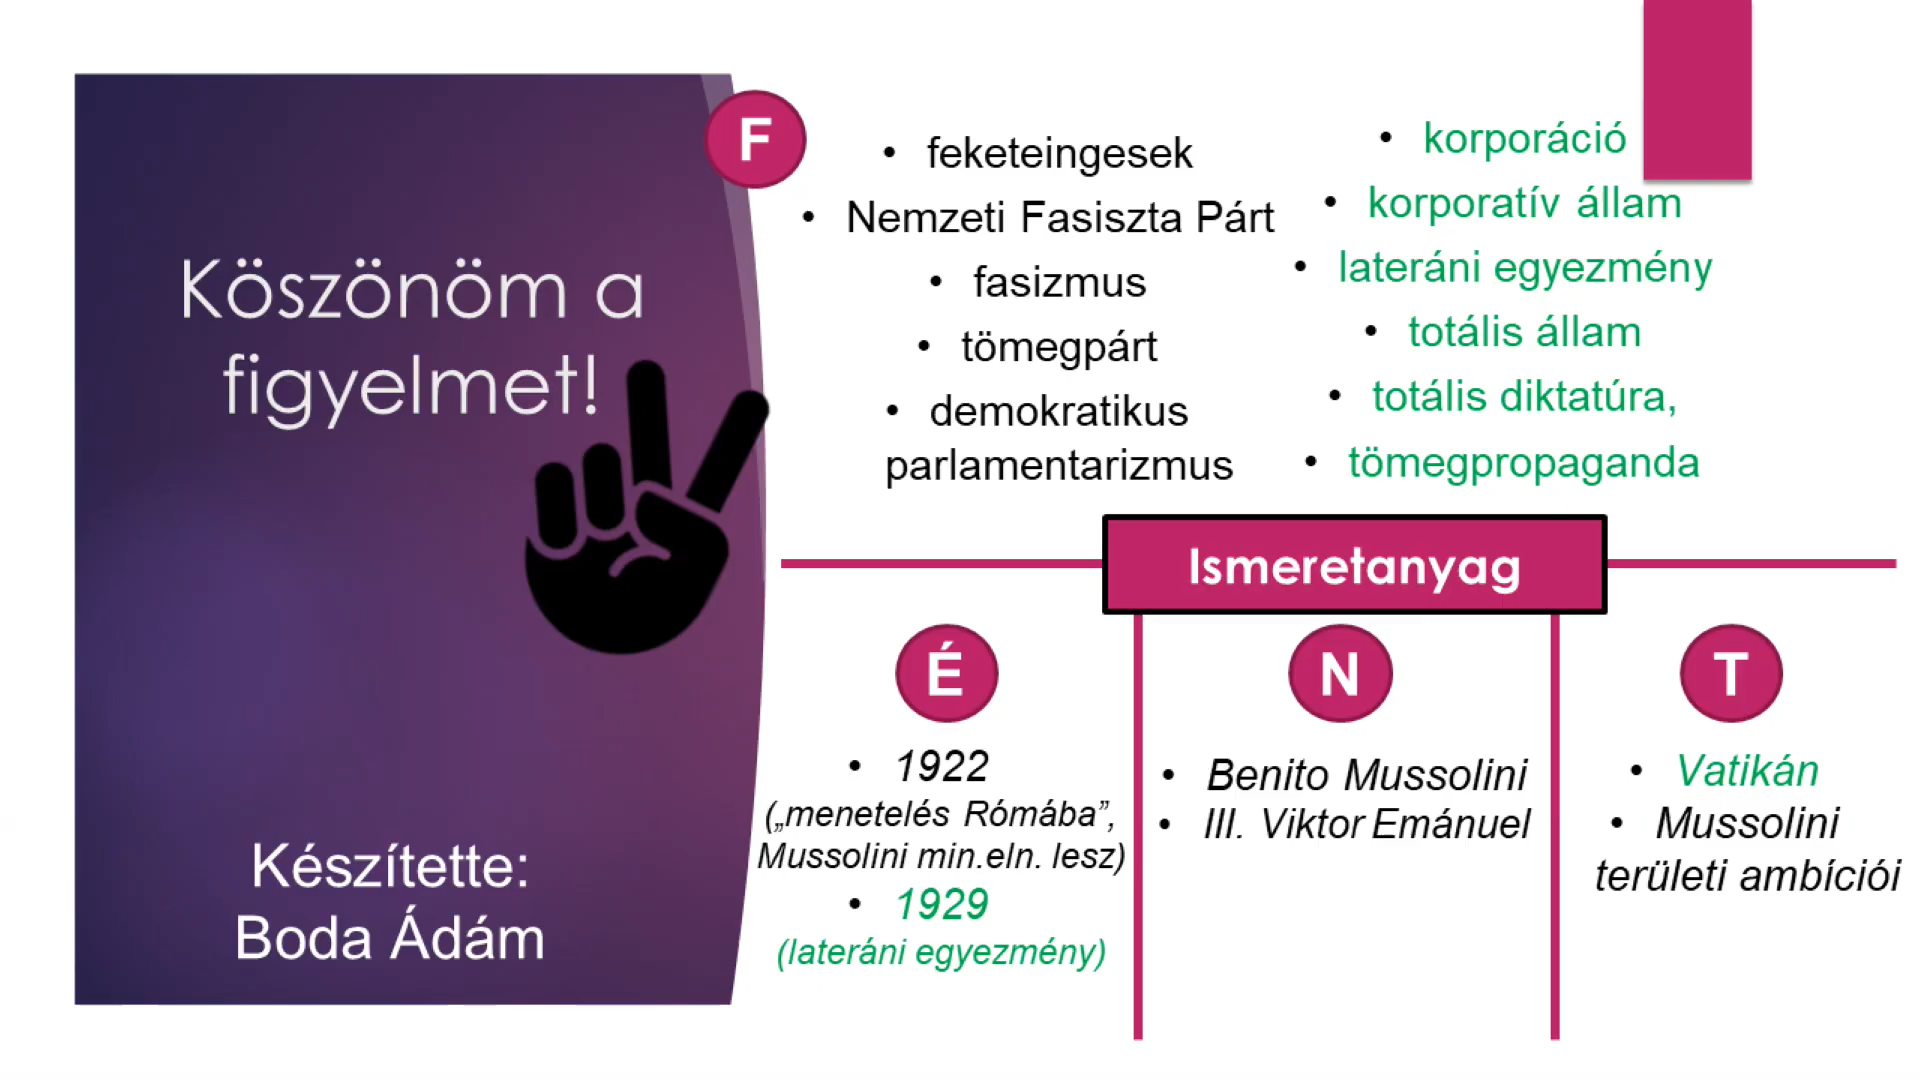 Köszönöm a
figyelmet!
Készítette:
Boda Ádám
F
• feketeingesek
• Nemzeti Fasiszta Párt
• fasizmus
• tömegpárt
• demokratikus
parlamentarizmus
• korporáció
• korporatív állam
• lateráni egyezmény
• totális állam
• totális diktatúra,
• tömegpropaganda
Ismeretanyag
É
• 1922
(„menetelés Rómába”,
Mussolini min.eln. lesz)
• 1929
(lateráni egyezmény)
N
• Benito Mussolini
• III. Viktor Emánuel
T
• Vatikán
• Mussolini
területi ambíciói